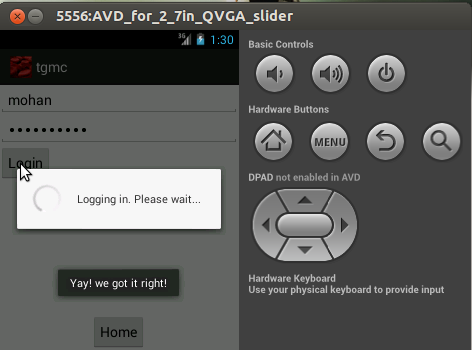 5556:AVD_for_2_7in_QVGA_slider
3G 1:30
tgmc
mohan
••••••••••
Login
Logging in. Please wait...
Yay! we got it right!
Home
Basic Controls
Hardware Buttons
MENU
DPAD not enabled in AVD
Hardware Keyboard
Use your physical keyboard to provide input